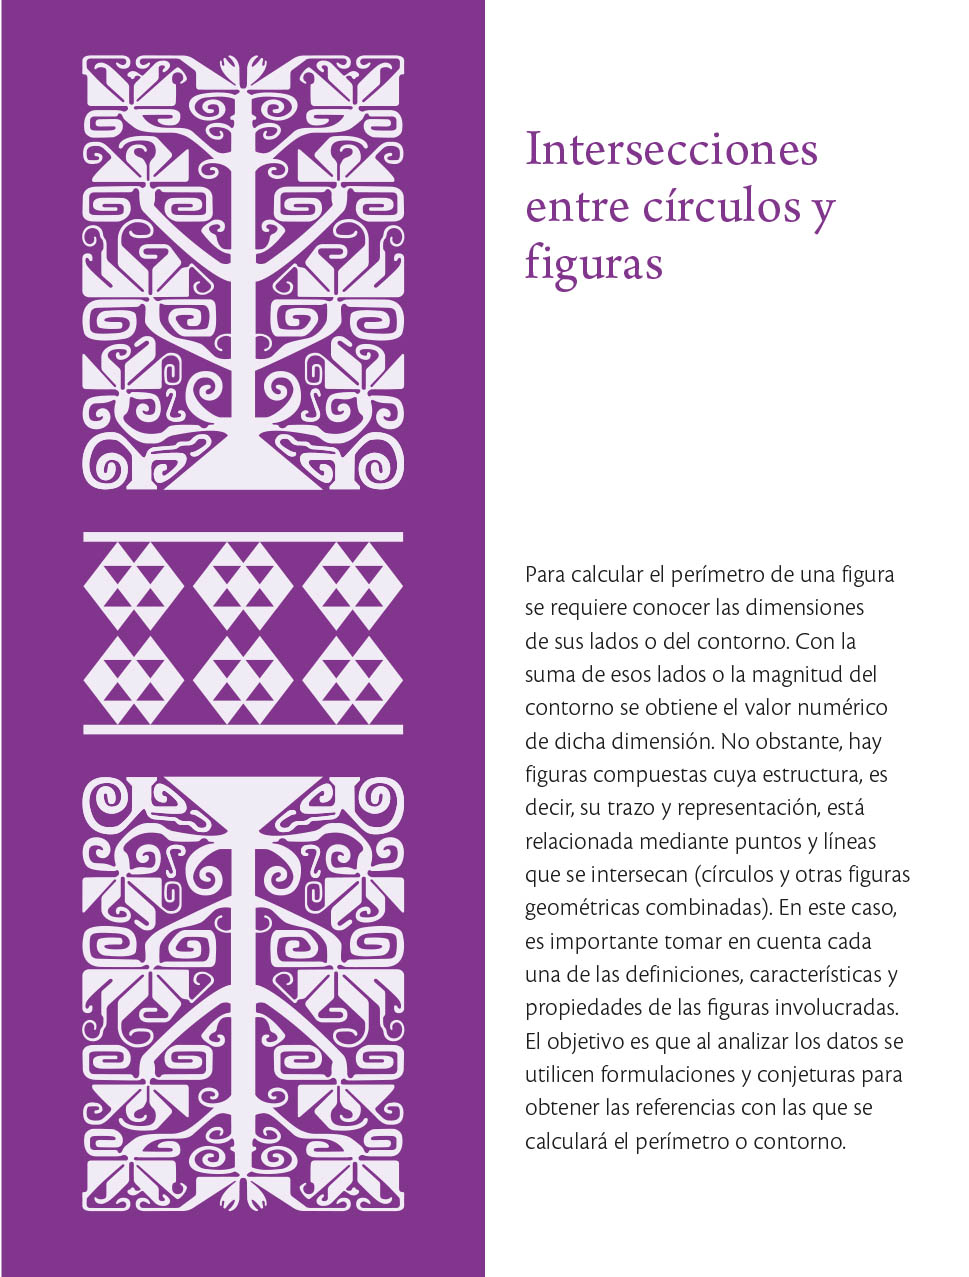 Intersecciones
entre círculos y
figuras
Para calcular el perímetro de una figura
se requiere conocer las dimensiones
de sus lados o del contorno. Con la
suma de esos lados o la magnitud del
contorno se obtiene el valor numérico
de dicha dimensión. No obstante, hay
figuras compuestas cuya estructura, es
decir, su trazo y representación, está
relacionada mediante puntos y líneas
que se intersecan (círculos y otras figuras
geométricas combinadas). En este caso,
es importante tomar en cuenta cada
una de las definiciones, características y
propiedades de las figuras involucradas.
El objetivo es que al analizar los datos se
utilicen formulaciones y conjeturas para
obtener las referencias con las que se
calculará el perímetro o contorno.